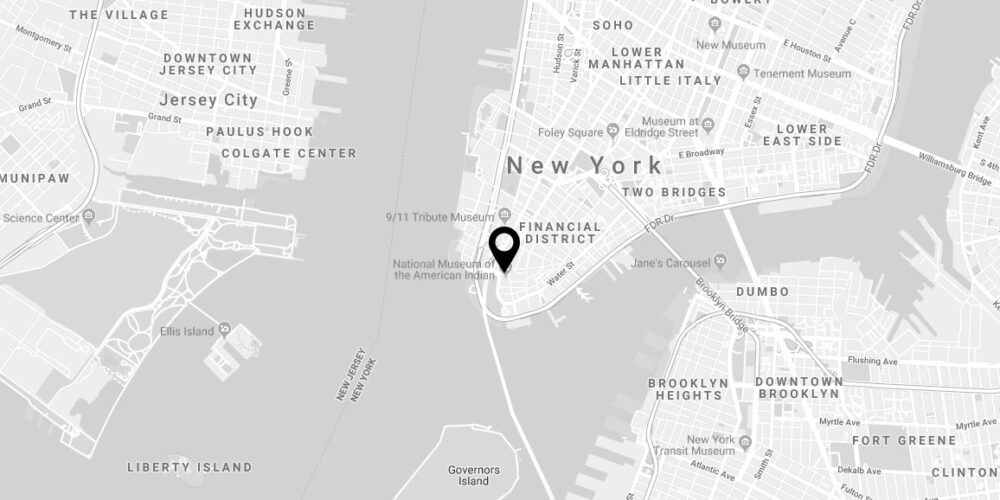 THE VILLAGE
HUDSON
EXCHANGE
BOWERY
Montgomery St
SOHO
Hudson St
Varick St
New Museum
E Houston St
Avenue C
FDR Dr.
DOWNTOWN
JERSEY CITY
Greene St
LOWER
MANHATTAN
LITTLE ITALY
Tenement Museum
Grand St
Jersey City
Grand St
Essex St
Kent Ave
PAULUS HOOK
Foley Square
Museum at
Eldridge Street
LOWER
EAST SIDE
COLGATE CENTER
E Broadway
FDR Dr.
Williamsburg Bridge
S 4th
New York
MUNIPAW
TWO BRIDGES
Science Center
9/11 Tribute Museum
FINANCIAL
DISTRICT
FDR Dr.
National Museum of
the American Indian
Water St
Jane's Carousel
Brooklyn Bridge
DUMBO
Ellis Island
NEW JERSEY
NEW YORK
Flushing Ave
BROOKLYN
HEIGHTS
DOWNTOWN
BROOKLYN
Myrtle Ave
Myrtle Ave
New York
Transit Museum
FORT GREENE
LIBERTY ISLAND
Governors
Island
Atlantic Ave
Smith St
Dekalb Ave
CLINTON
Fulton St